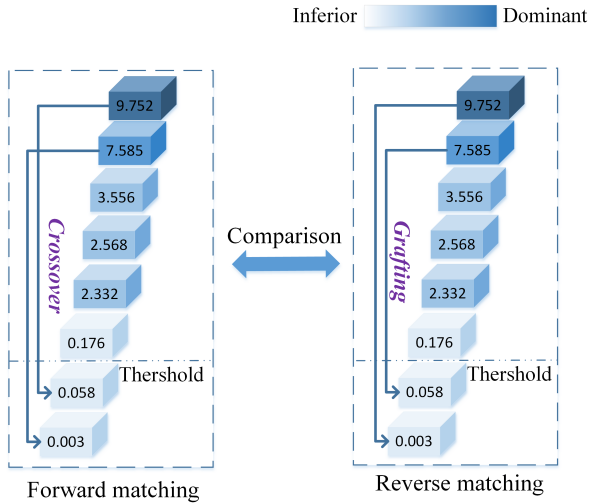 Inferior Dominant
9.752
7.585
3.556
2.568
2.332
0.176
Thershold
0.058
0.003
Crossover
Forward matching
Comparison
9.752
7.585
3.556
2.568
2.332
0.176
Thershold
0.058
0.003
Grafting
Reverse matching